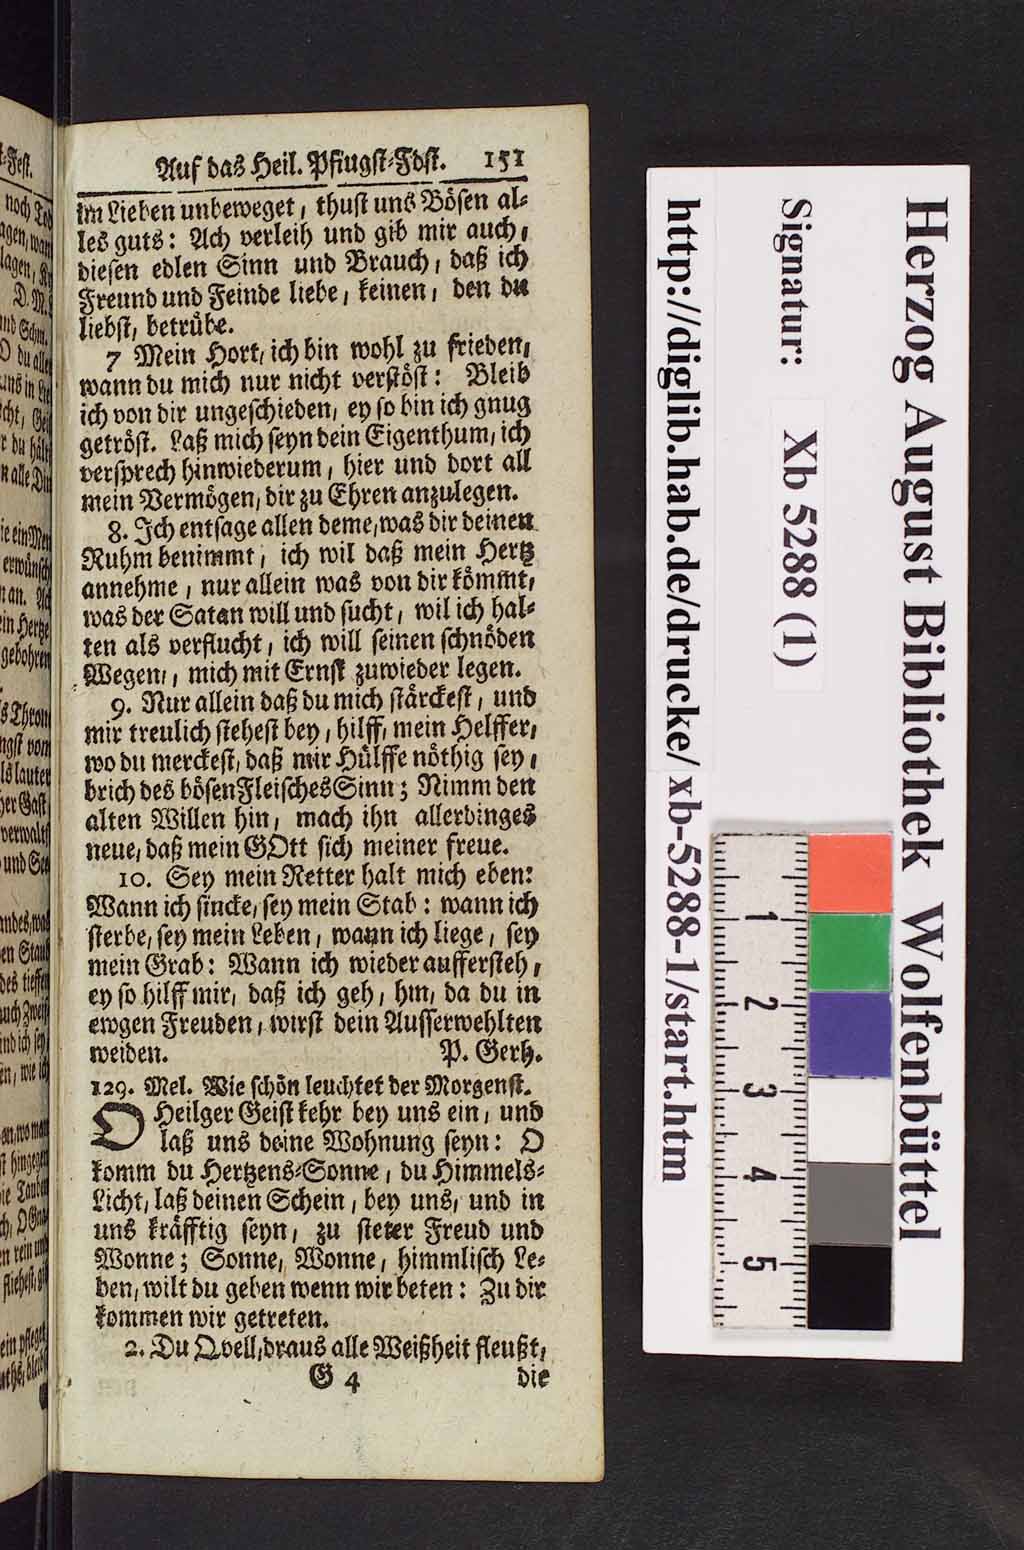 Auf das Heil. Pfiugst-Fdst. 151
im Lieben unbeweget, thust uns Bösen al-
les guts: Ach verleih und gib mir auch,
diesen edlen Sinn und Brauch, daß ich
Freund und Feinde liebe, keinen, den du
liebst, betrübe.
7 Mein Hort, ich bin wohl zu frieden,
wann du mich nur nicht verstöst: Bleib
ich von dir ungeschieden, ey so bin ich gnug
getröst. Laß mich seyn dein Eigenthum, ich
versprech hinwiederum, hier und dort all
mein Vermögen, dir zu Ehren anzulegen.
8. Ich entsage allen deme, was dir deinen
Ruhm benimmt, ich wil daß mein Hertz
annehme, nur allein was von dir kömmt,
was der Satan will und sucht, wil ich hal-
ten als verflucht, ich will seinen schnöden
Wegen, mich mit Ernst zuwieder legen.
9. Nur allein daß du mich stärckest, und
mir treulich stehest bey, hilff, mein Helffer,
wo du merckest, daß mir Hülffe nöthig sey,
brich des bösen Fleisches Sinn; Nimm den
alten Willen hin, mach ihn allerdinges
neue, daß mein GOtt sich meiner freue.
10. Sey mein Retter halt mich eben:
Wann ich sincke, sey mein Stab: wann ich
sterbe, sey mein Leben, wann ich liege, sey
mein Grab: Wann ich wieder auffersteh,
ey so hilff mir, daß ich geh, hin, da du in
ewgen Freuden, wirst dein Ausserwehlten
weiden. P. Gerh.
129. Mel. Wie schön leuchtet der Morgenst.
O Heilger Geist kehr bey uns ein, und
laß uns deine Wohnung seyn: O
komm du Hertzens-Sonne, du Himmels-
Licht, laß deinen Schein, bey uns, und in
uns kräfftig seyn, zu steter Freud und
Wonne; Sonne, Wonne, himmlisch Le-
ben, wilt du geben wenn wir beten: Zu dir
kommen wir getreten.
2. Du Qvell, draus alle Weißheit fleußt,
G 4 die
Herzog August Bibliothek Wolfenbüttel
Signatur: Xb 5288 (1)
http://diglib.hab.de/drucke/xb-5288-1/start.htm
1
2
3
4
5